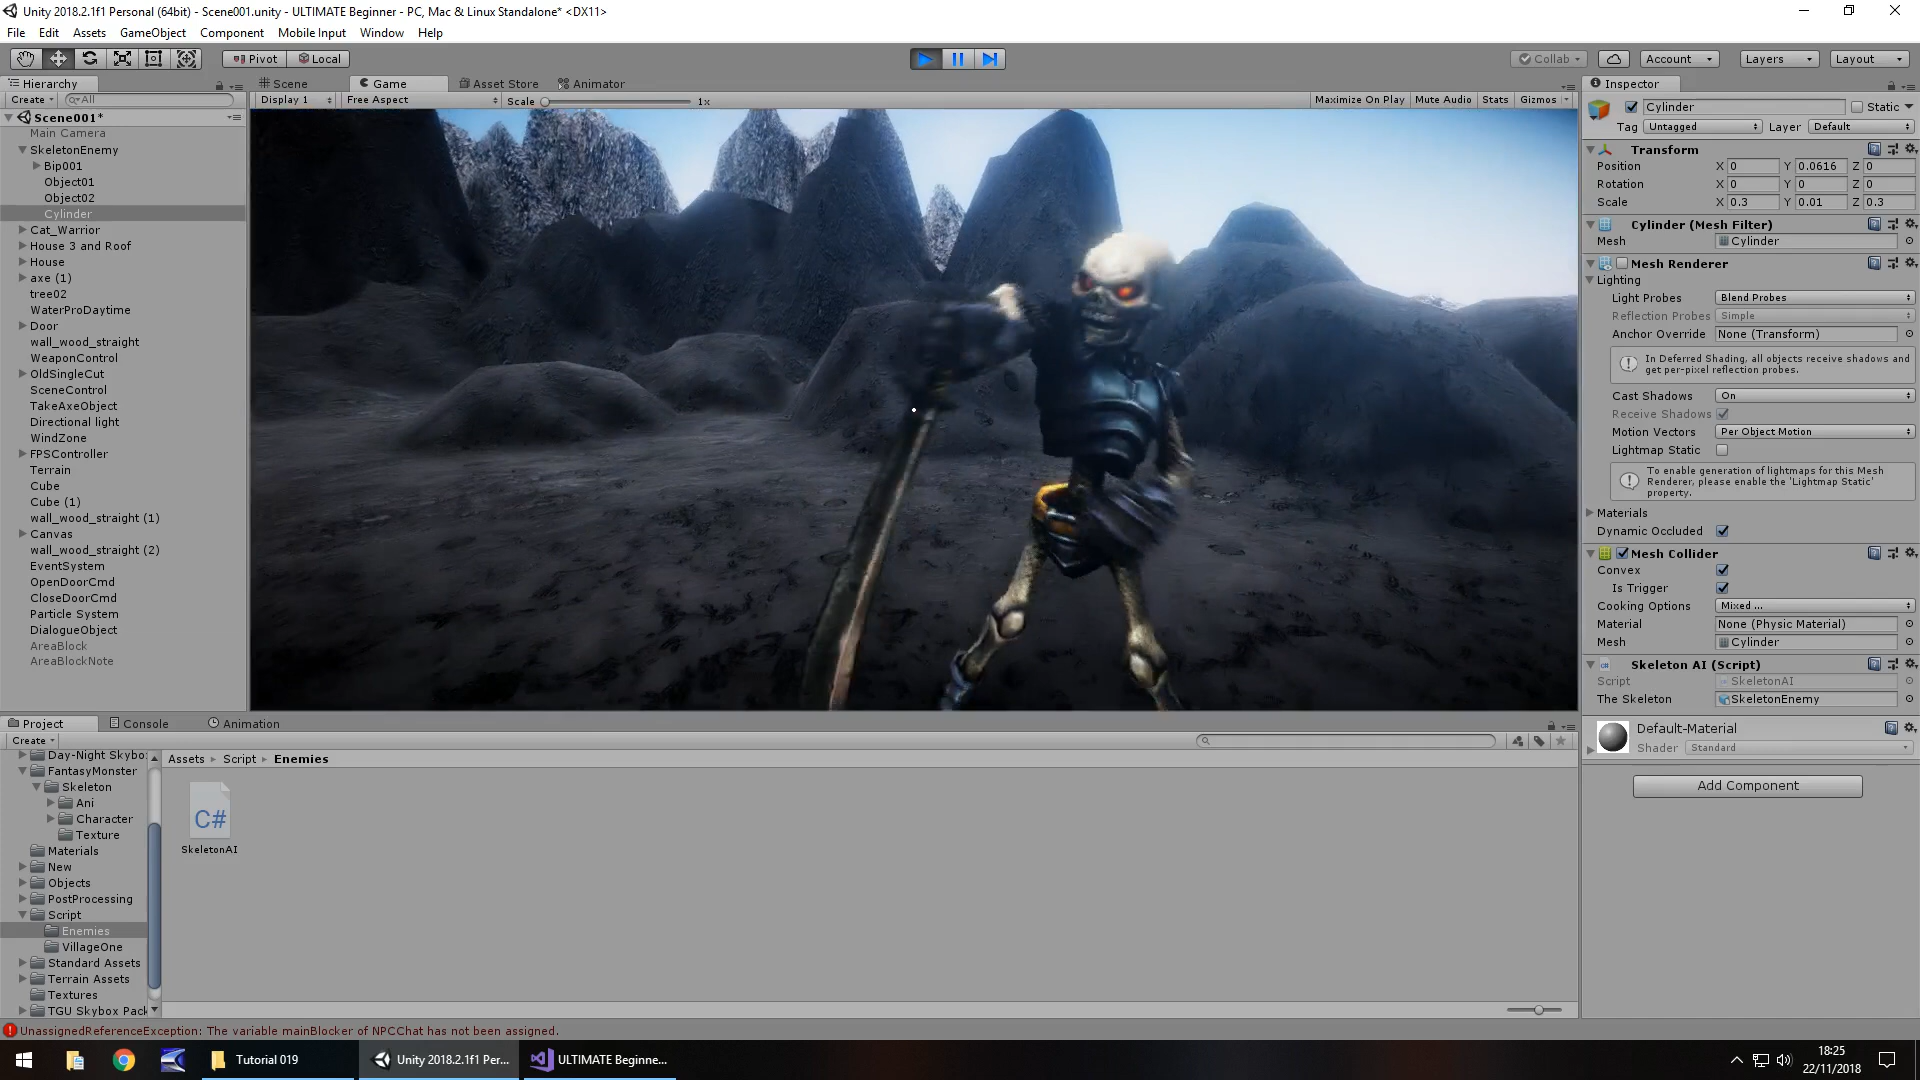 Unity 2018.2.1f1 Personal (64bit) - Scene001.unity - ULTIMATE Beginner - PC, Mac & Linux Standalone* <DX11>
File Edit Assets GameObject Component Mobile Input Window Help
Pivot Local Collab Account Layers Layout
Hierarchy Scene Game Asset Store Animator Inspector
Create All Display 1 Free Aspect Scale 1x Maximize On Play Mute Audio Stats Gizmos
Cylinder Static
Tag Untagged Layer Default
Scene001*
Main Camera
SkeletonEnemy
Bip001
Object01
Object02
Cylinder
Cat_Warrior
House 3 and Roof
House
axe (1)
tree02
WaterProDaytime
Door
wall_wood_straight
WeaponControl
OldSingleCut
SceneControl
TakeAxeObject
Directional light
WindZone
FPSController
Terrain
Cube
Cube (1)
wall_wood_straight (1)
Canvas
wall_wood_straight (2)
EventSystem
OpenDoorCmd
CloseDoorCmd
Particle System
DialogueObject
AreaBlock
AreaBlockNote
Transform
Position X 0 Y 0.0616 Z 0
Rotation X 0 Y 0 Z 0
Scale X 0.3 Y 0.01 Z 0.3
Cylinder (Mesh Filter)
Mesh Cylinder
Mesh Renderer
Lighting
Light Probes Blend Probes
Reflection Probes Simple
Anchor Override None (Transform)
In Deferred Shading, all objects receive shadows and
get per-pixel reflection probes.
Cast Shadows On
Receive Shadows
Motion Vectors Per Object Motion
Lightmap Static
To enable generation of lightmaps for this Mesh
Renderer, please enable the 'Lightmap Static'
property.
Materials
Dynamic Occluded
Mesh Collider
Convex
Is Trigger
Cooking Options Mixed ...
Material None (Physic Material)
Mesh Cylinder
Skeleton AI (Script)
Script SkeletonAI
The Skeleton SkeletonEnemy
Default-Material
Shader Standard
Add Component
Project Console Animation
Create
Day-Night Skybo
FantasyMonster
Skeleton
Ani
Character
Texture
Materials
New
Objects
PostProcessing
Script
Enemies
VillageOne
Standard Assets
Terrain Assets
Textures
TGU Skybox Pack
Assets Script Enemies
C#
SkeletonAI
UnassignedReferenceException: The variable mainBlocker of NPCChat has not been assigned.
Tutorial 019 Unity 2018.2.1f1 Per... ULTIMATE Beginne...
18:25
22/11/2018